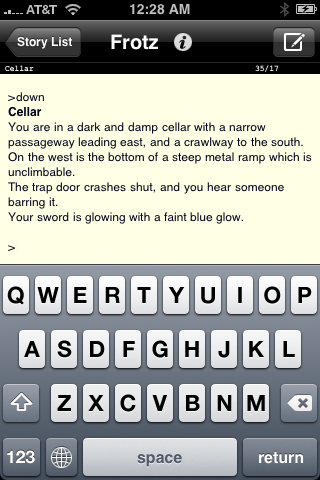 AT&T 12:28 AM
Story List Frotz i
Cellar 35/17
>down
Cellar
You are in a dark and damp cellar with a narrow
passageway leading east, and a crawlway to the south.
On the west is the bottom of a steep metal ramp which is
unclimbable.
The trap door crashes shut, and you hear someone
barring it.
Your sword is glowing with a faint blue glow.
>
Q W E R T Y U I O P
A S D F G H J K L
Z X C V B N M
123 space return